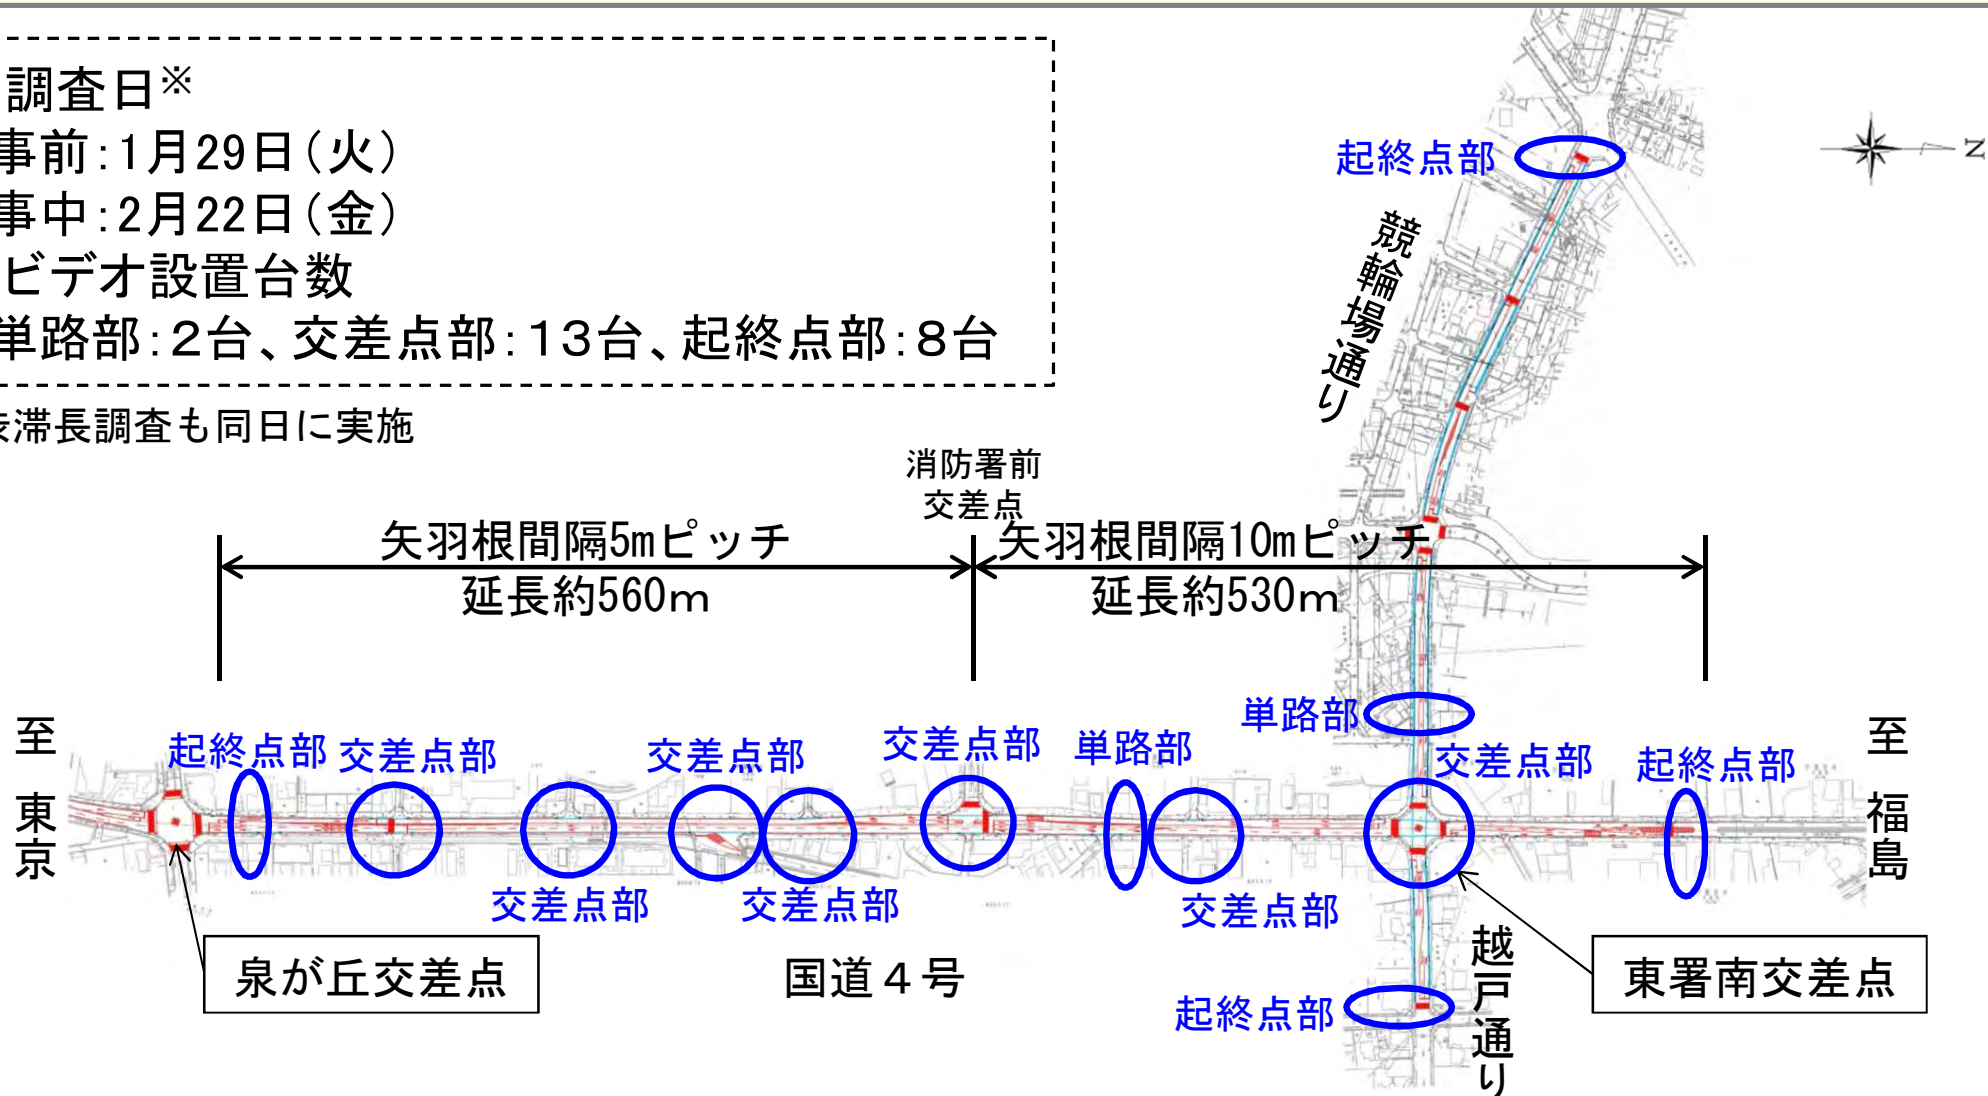 調査日※
事前:1月29日(火)
事中:2月22日(金)
ビデオ設置台数
単路部:2台、交差点部:13台、起終点部:8台
滞長調査も同日に実施
起終点部
N
競輪場通り
消防署前
交差点
矢羽根間隔5mピッチ
延長約560m
矢羽根間隔10mピッチ
延長約530m
単路部
至 東京
起終点部
交差点部
交差点部
交差点部
単路部
交差点部
起終点部
至 福島
交差点部
交差点部
交差点部
泉が丘交差点
国道4号
起終点部
越戸通り
東署南交差点